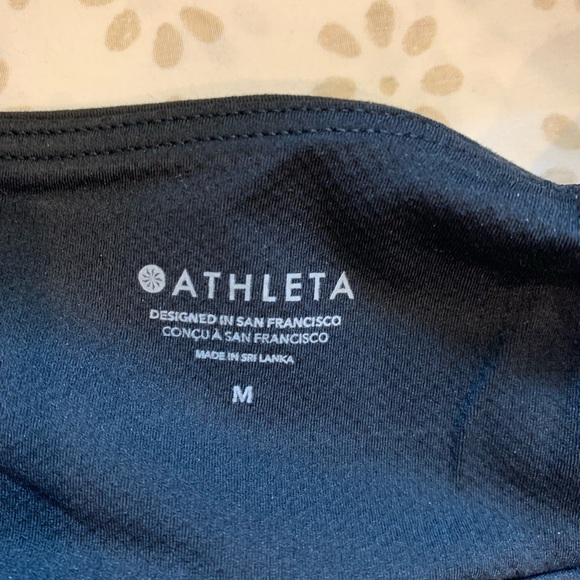 ATHLETA
DESIGNED IN SAN FRANCISCO
CONÇU À SAN FRANCISCO
MADE IN SRI LANKA
M